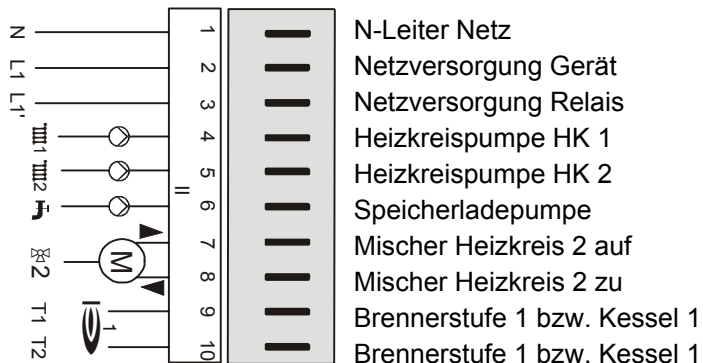 N 1 N-Leiter Netz
L1 2 Netzversorgung Gerät
L1' 3 Netzversorgung Relais
1 4 Heizkreispumpe HK 1
2 5 Heizkreispumpe HK 2
II
6 Speicherladepumpe
7 Mischer Heizkreis 2 auf
2 M
8 Mischer Heizkreis 2 zu
T1 1 9 Brennerstufe 1 bzw. Kessel 1
T2 10 Brennerstufe 1 bzw. Kessel 1